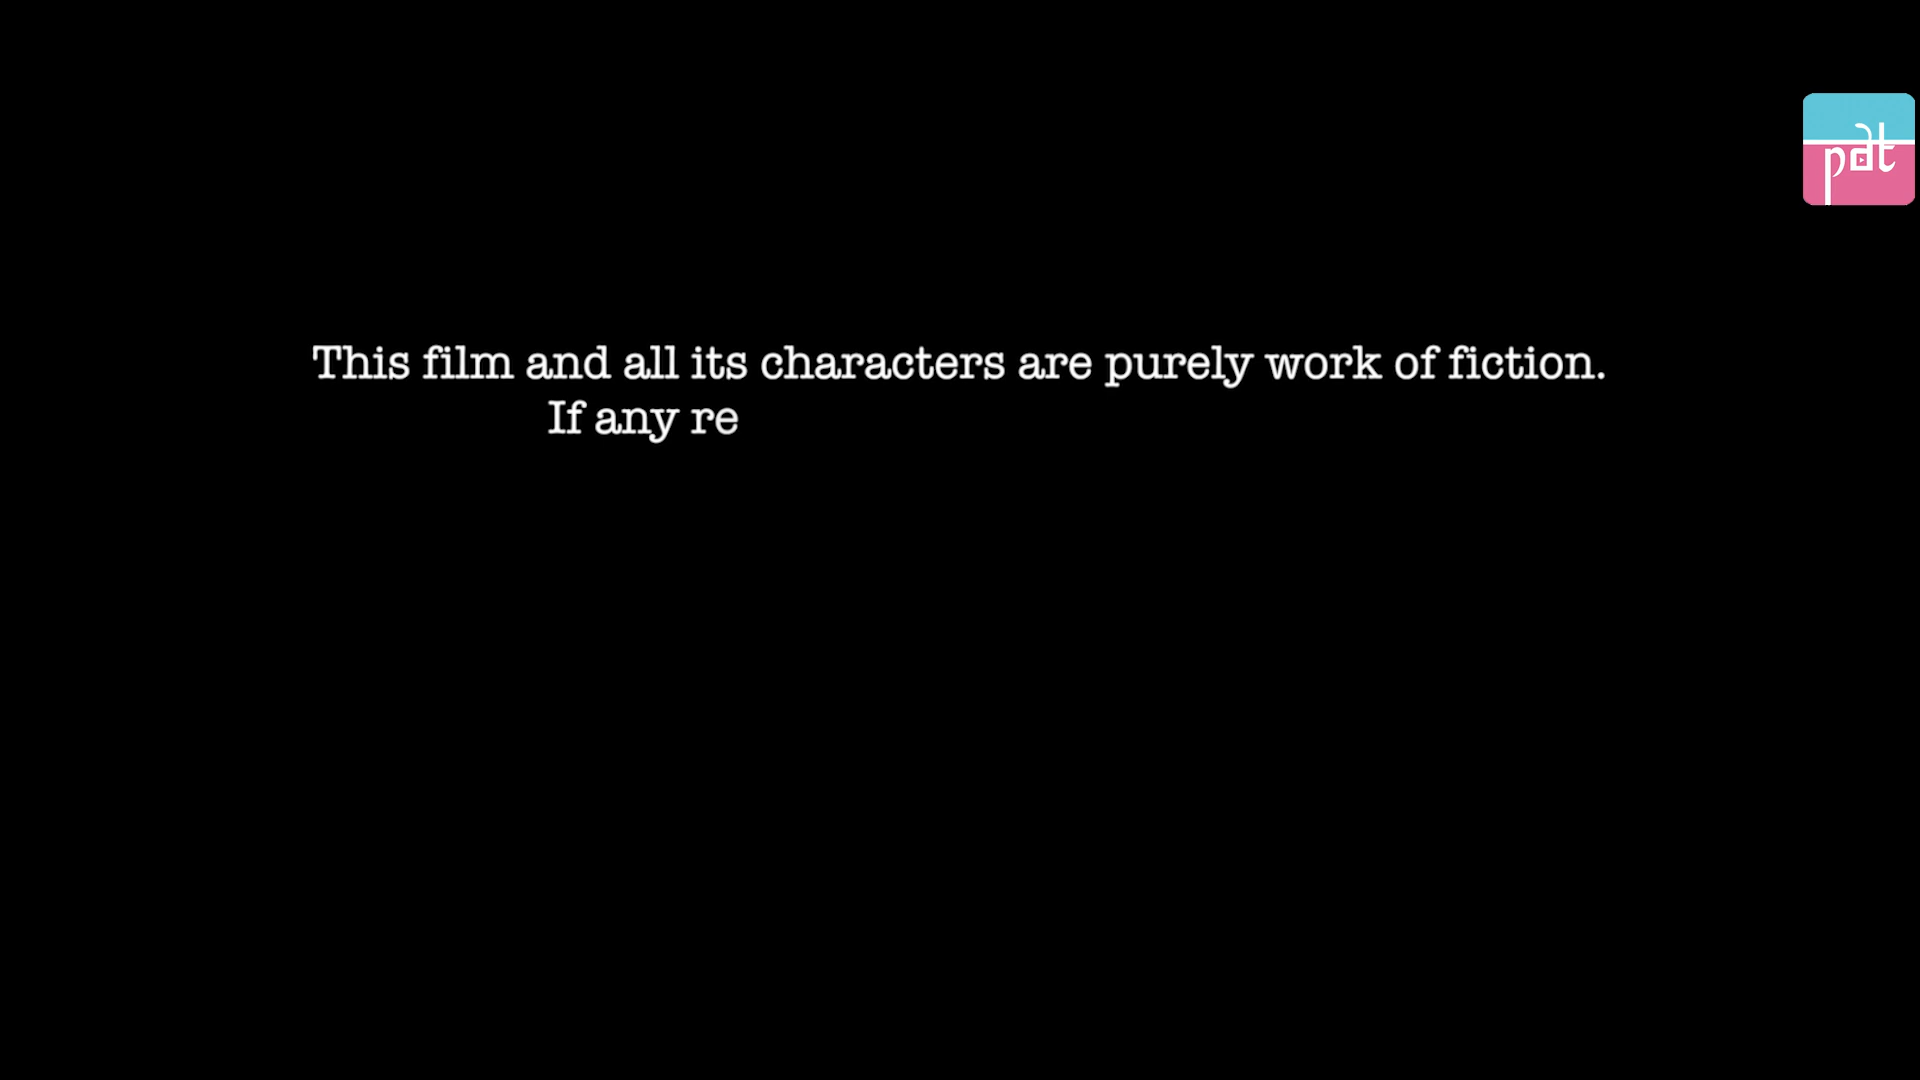 pat
This film and all its characters are purely work of fiction.
If any re